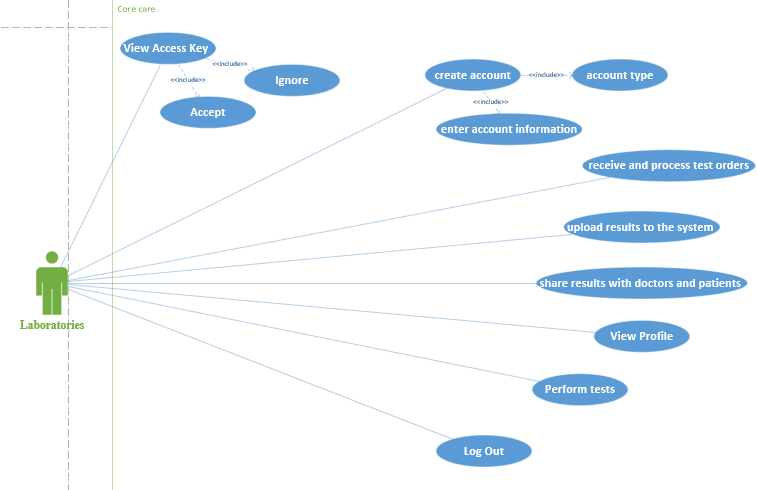 Core care
View Access Key
<<include>>
<<include>>
Ignore
Accept
create account
<<include>>
account type
<<include>>
enter account information
receive and process test orders
upload results to the system
share results with doctors and patients
Laboratories
View Profile
Perform tests
Log Out